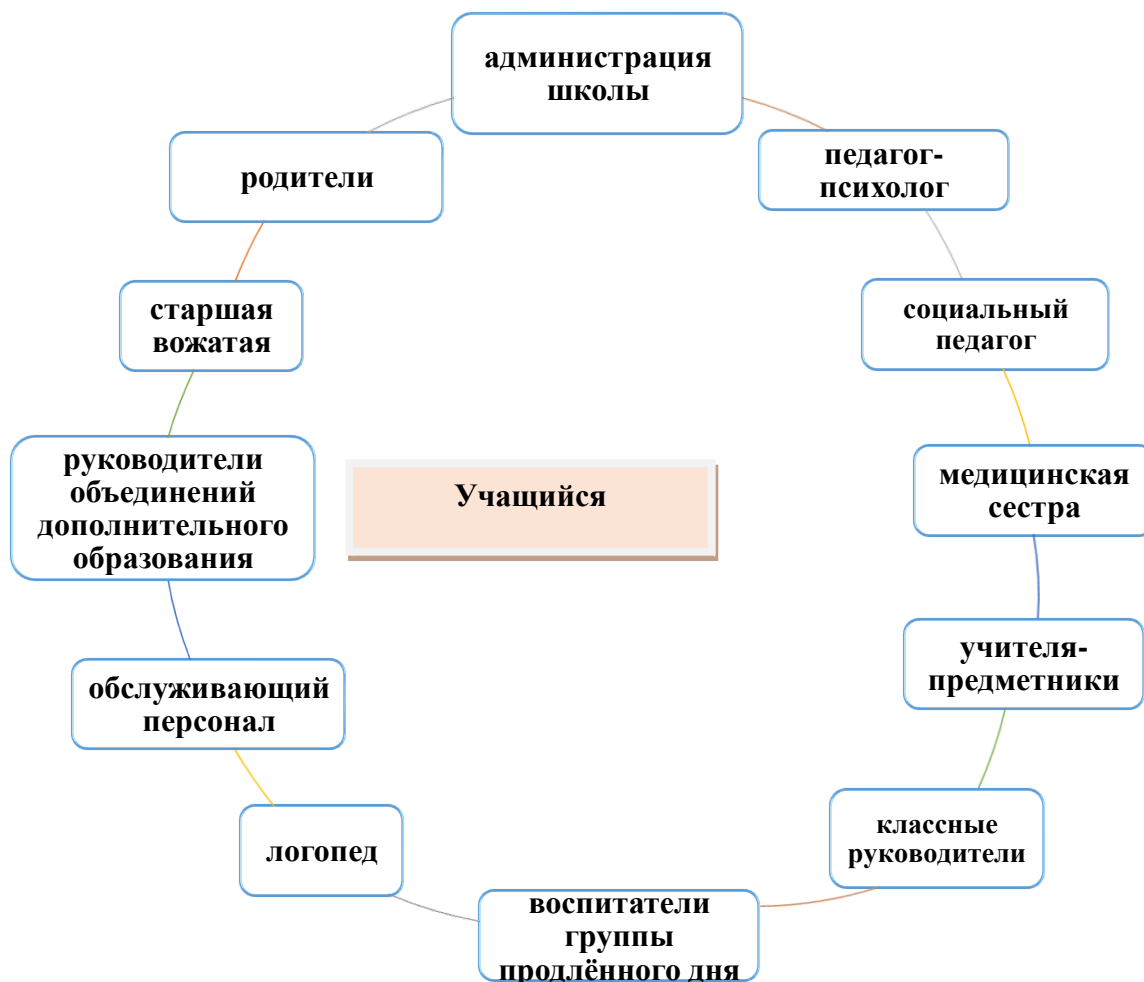 администрация
школы
родители
педагог-
психолог
старшая
вожатая
социальный
педагог
руководители
объединений
дополнительного
образования
Учащийся
медицинская
сестра
учителя-
предметники
обслуживающий
персонал
классные
руководители
логопед
воспитатели
группы
продлённого дня